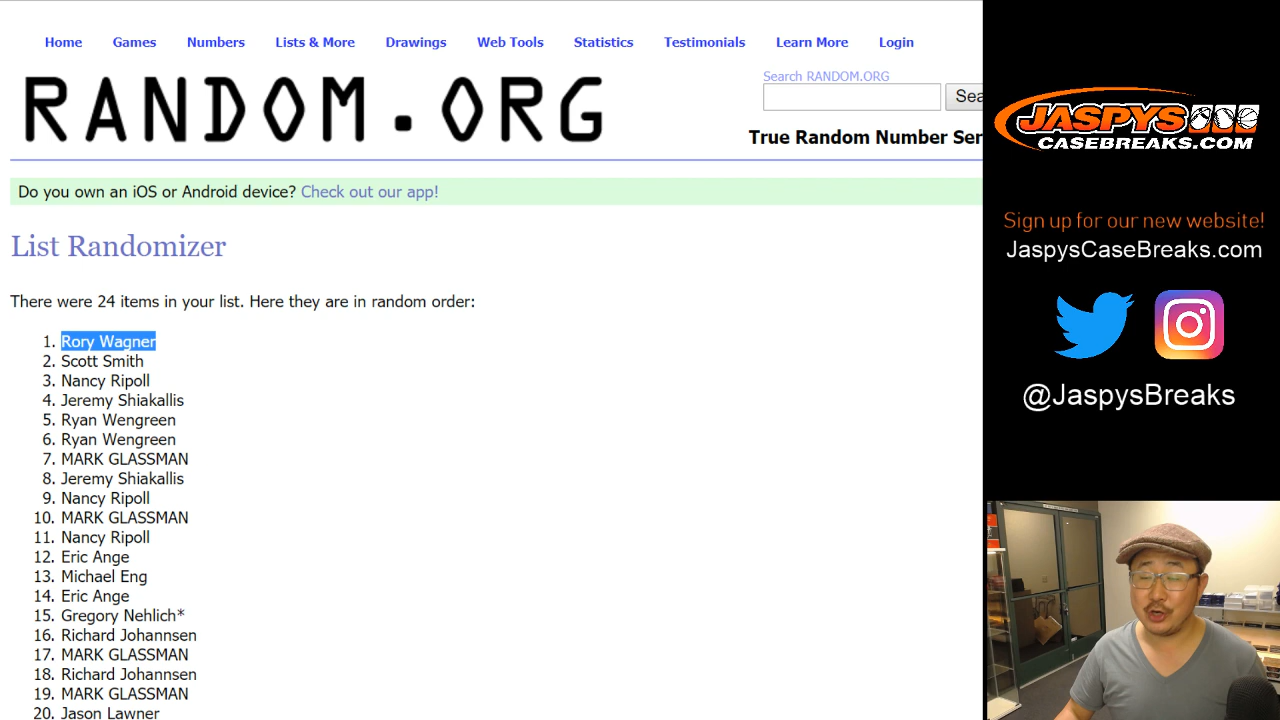 Home Games Numbers Lists & More Drawings Web Tools Statistics Testimonials Learn More Login
RANDOM.ORG
Search RANDOM.ORG
Sea
True Random Number Ser
Do you own an iOS or Android device? Check out our app!
List Randomizer
There were 24 items in your list. Here they are in random order:
1. Rory Wagner
2. Scott Smith
3. Nancy Ripoll
4. Jeremy Shiakallis
5. Ryan Wengreen
6. Ryan Wengreen
7. MARK GLASSMAN
8. Jeremy Shiakallis
9. Nancy Ripoll
10. MARK GLASSMAN
11. Nancy Ripoll
12. Eric Ange
13. Michael Eng
14. Eric Ange
15. Gregory Nehlich*
16. Richard Johannsen
17. MARK GLASSMAN
18. Richard Johannsen
19. MARK GLASSMAN
20. Jason Lawner
JASPYS
CASEBREAKS.COM
Sign up for our new website!
JaspysCaseBreaks.com
@JaspysBreaks